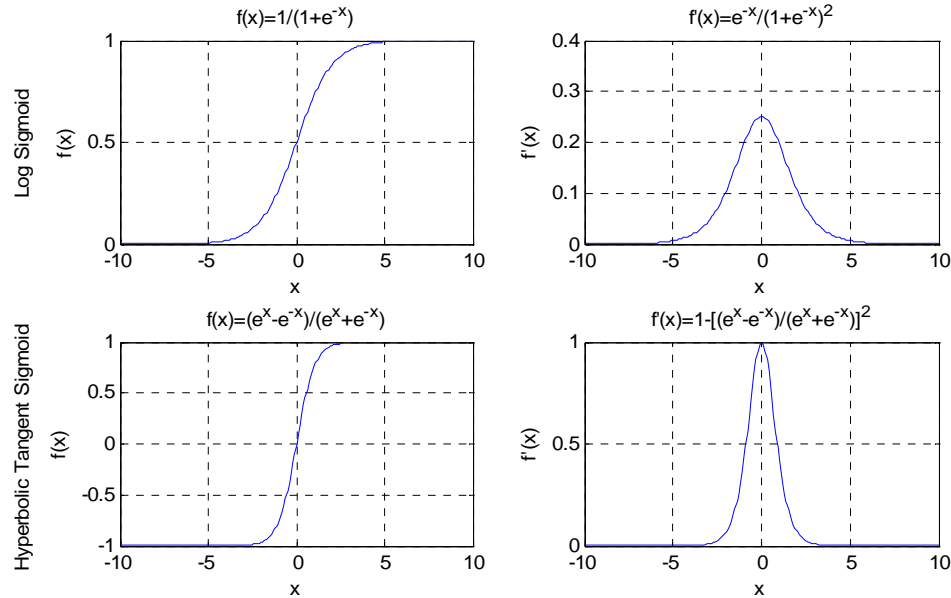 Log Sigmoid
f(x)=1/(1+e^-x)
1
0.5
0
f(x)
-10 -5 0 5 10
x
f'(x)=e^-x/(1+e^-x)^2
0.4
0.3
0.2
0.1
0
f'(x)
-10 -5 0 5 10
x
Hyperbolic Tangent Sigmoid
f(x)=(e^x-e^-x)/(e^x+e^-x)
1
0.5
0
-0.5
-1
f(x)
-10 -5 0 5 10
x
f'(x)=1-[(e^x-e^-x)/(e^x+e^-x)]^2
1
0.5
0
f'(x)
-10 -5 0 5 10
x